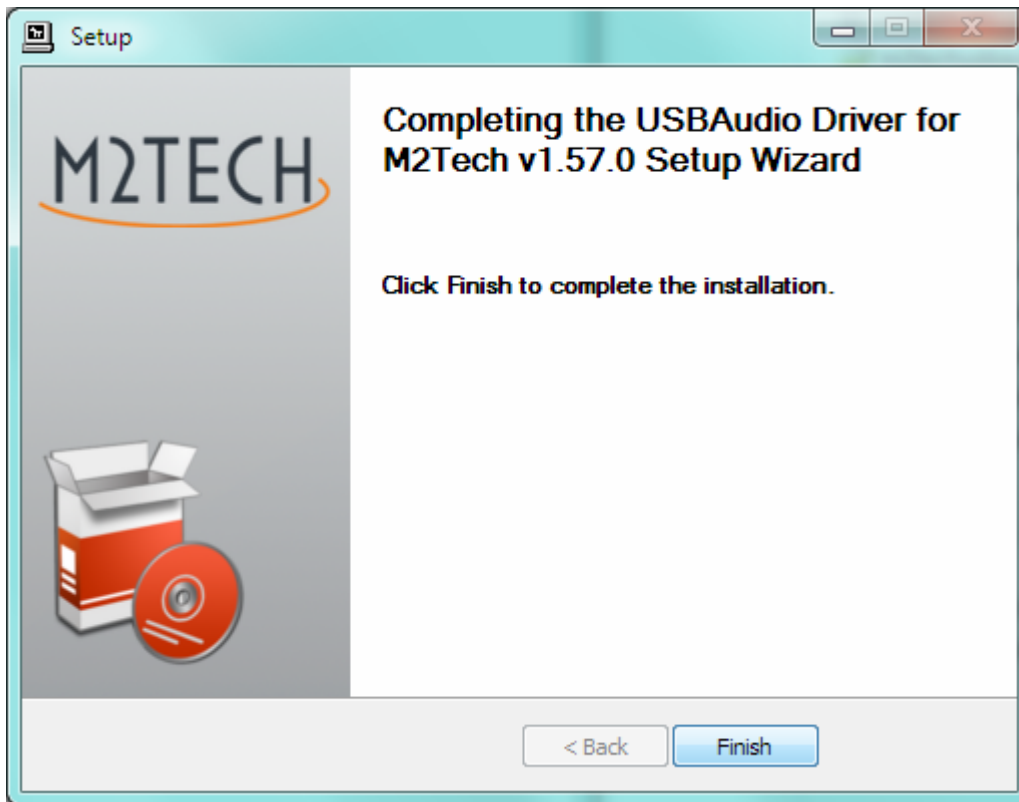 Setup
M2TECH
Completing the USBAudio Driver for
M2Tech v1.57.0 Setup Wizard
Click Finish to complete the installation.
< Back
Finish